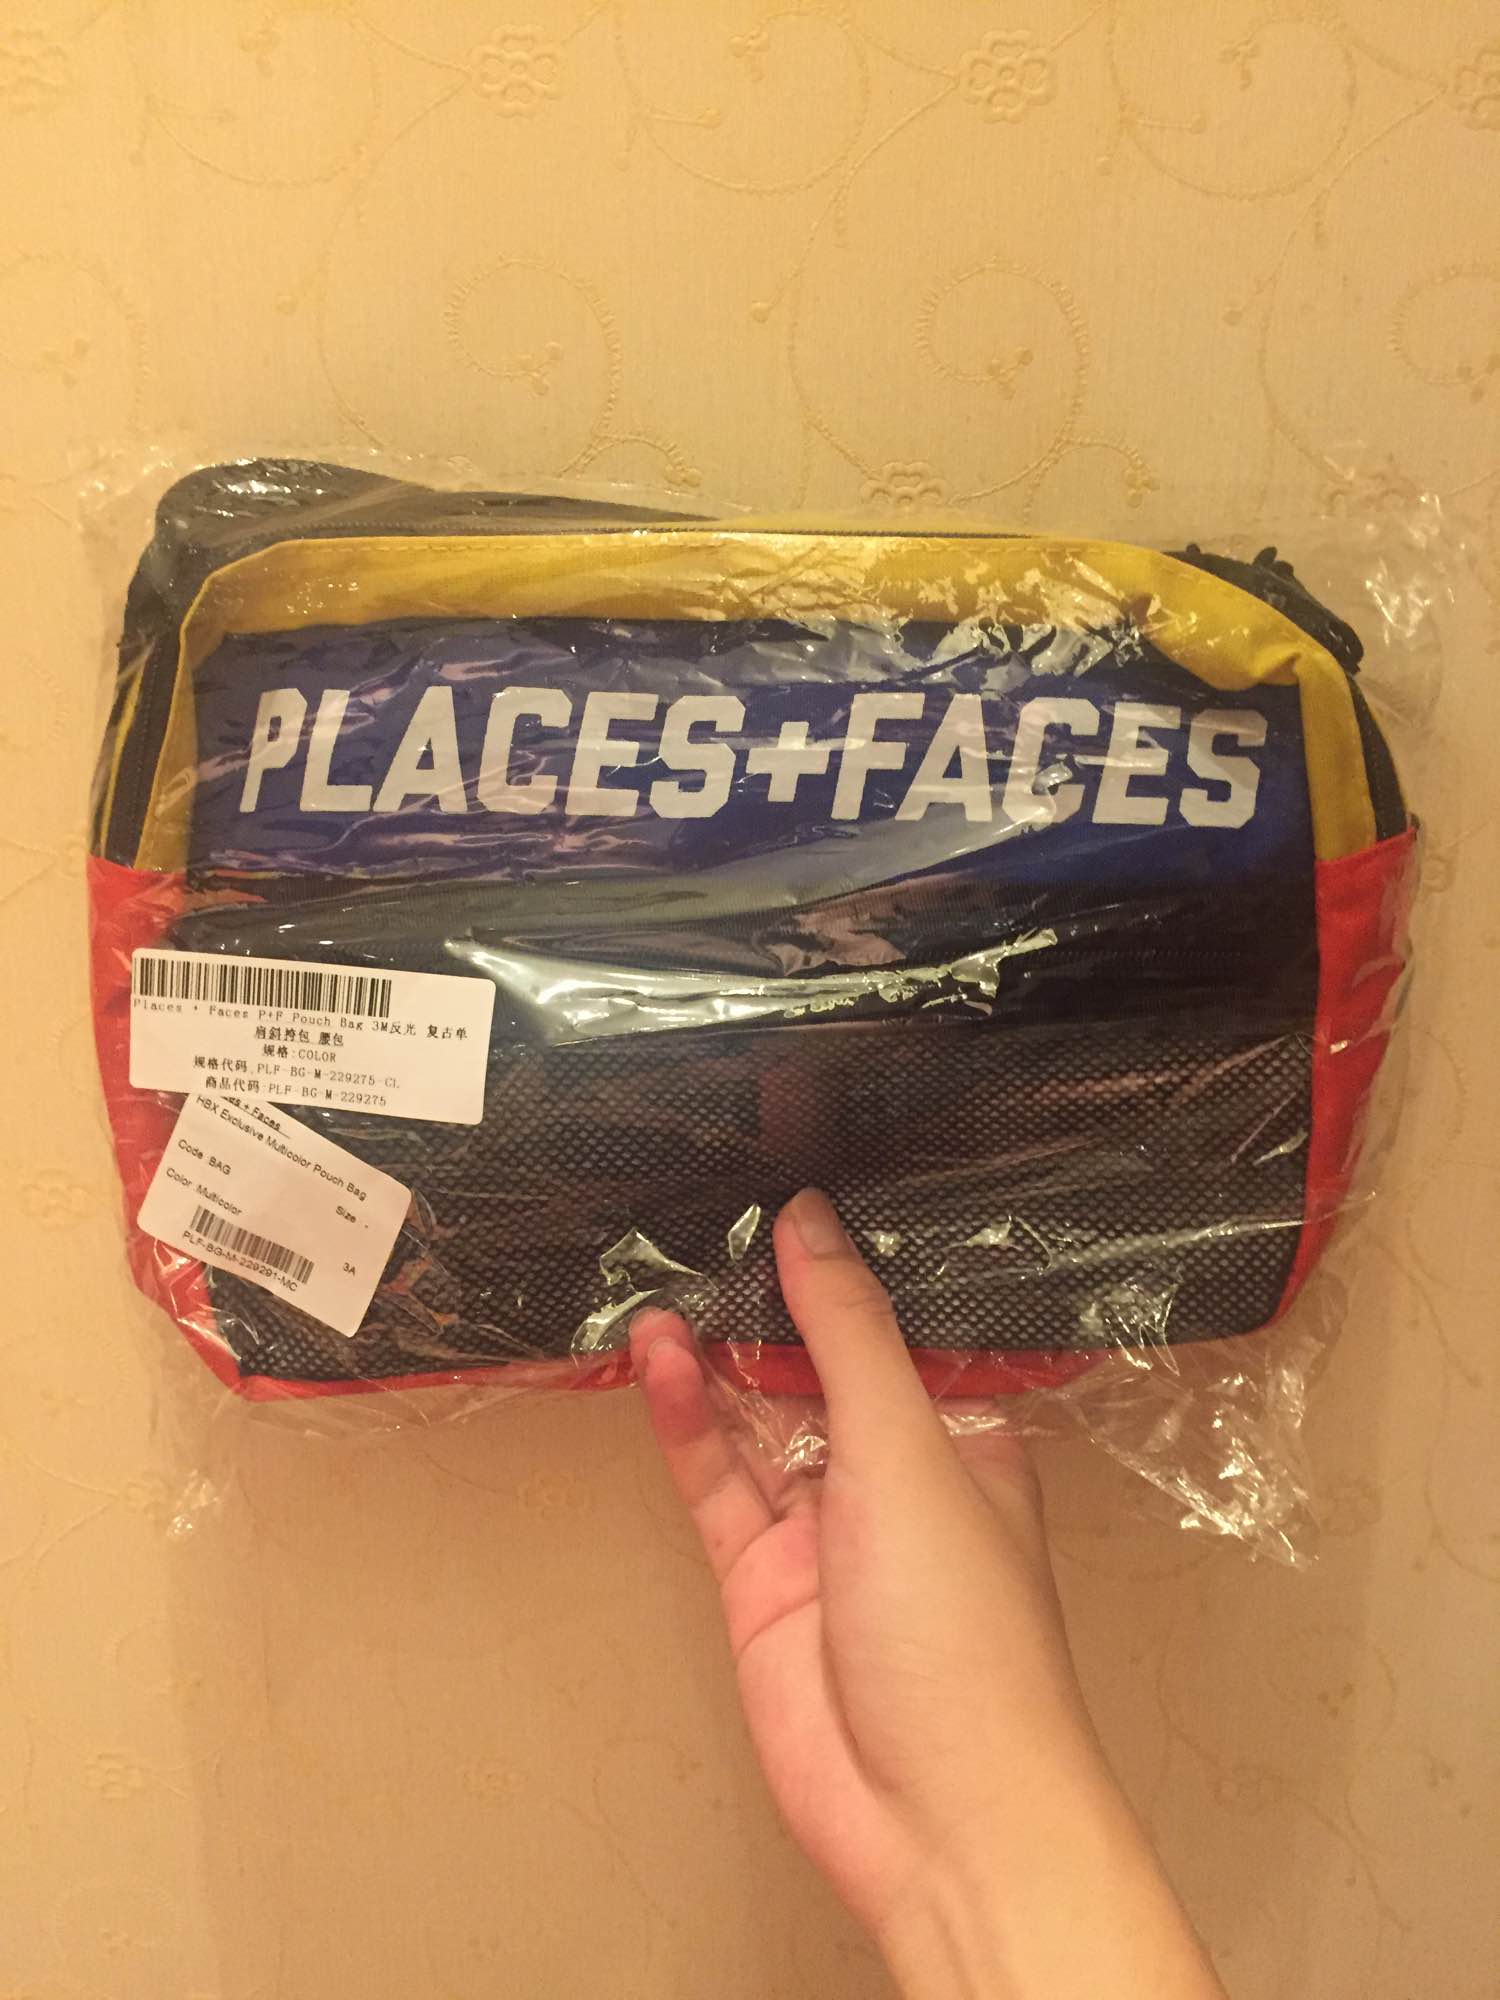 PLACES+FACES
Places + Faces P+F Pouch Bag 3M反光 复古单
肩斜挎包 腰包
规格:COLOR
规格代码:PLF-BG-M-229275-CL
商品代码:PLF-BG-M-229275
+ Faces
HBX Exclusive Multicolor Pouch Bag
Code :BAG
Size : -
Color :Multicolor
3A
PLF-BG-M-229291-MC